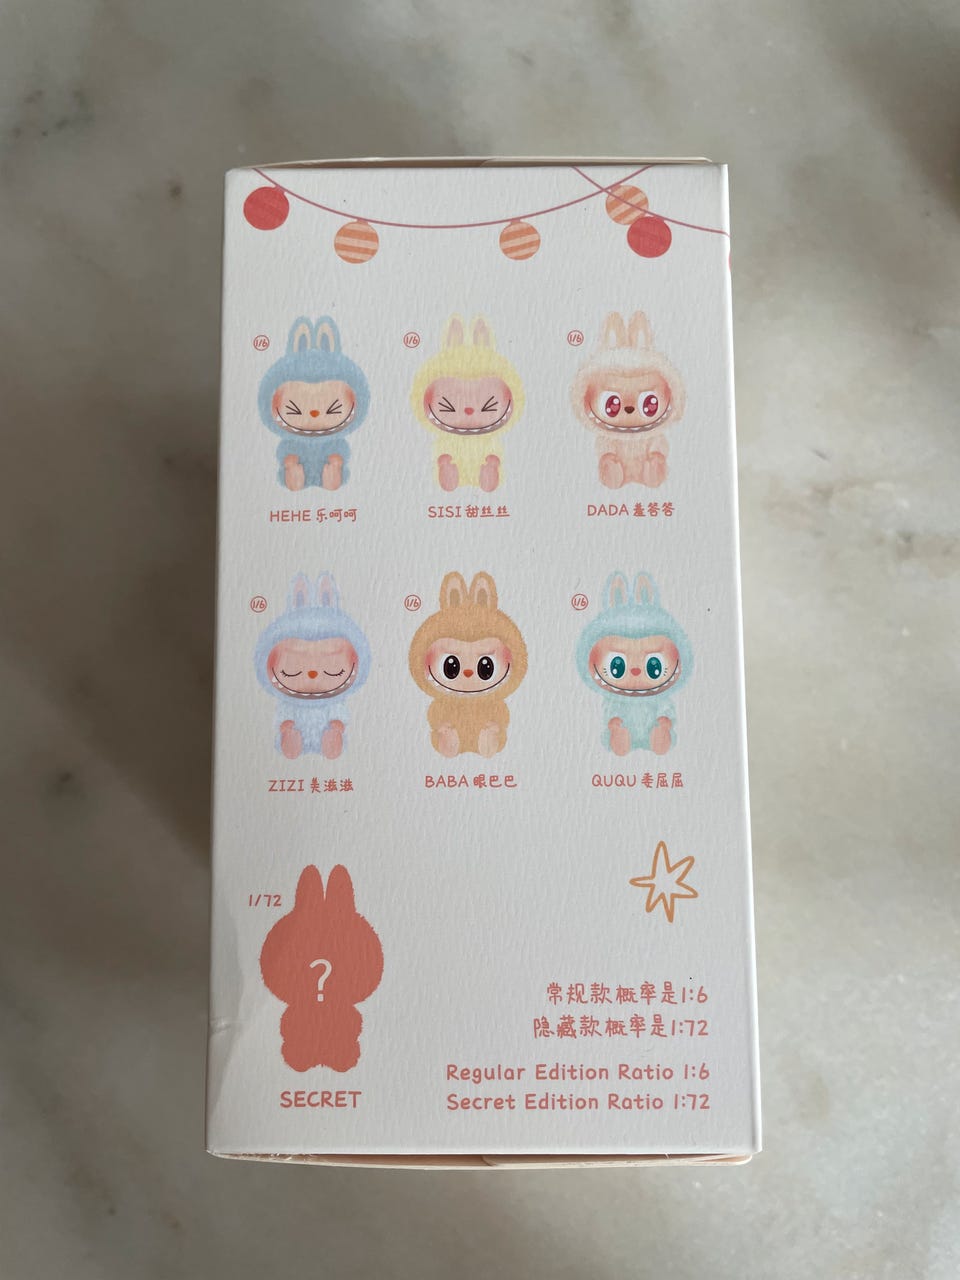 1/6
1/6
1/6
HEHE 乐呵呵
SISI 甜丝丝
DADA 羞答答
1/6
1/6
1/6
ZIZI 美滋滋
BABA 眼巴巴
QUQU 委屈屈
1/72
?
SECRET
常规款概率是1:6
隐藏款概率是1:72
Regular Edition Ratio 1:6
Secret Edition Ratio 1:72